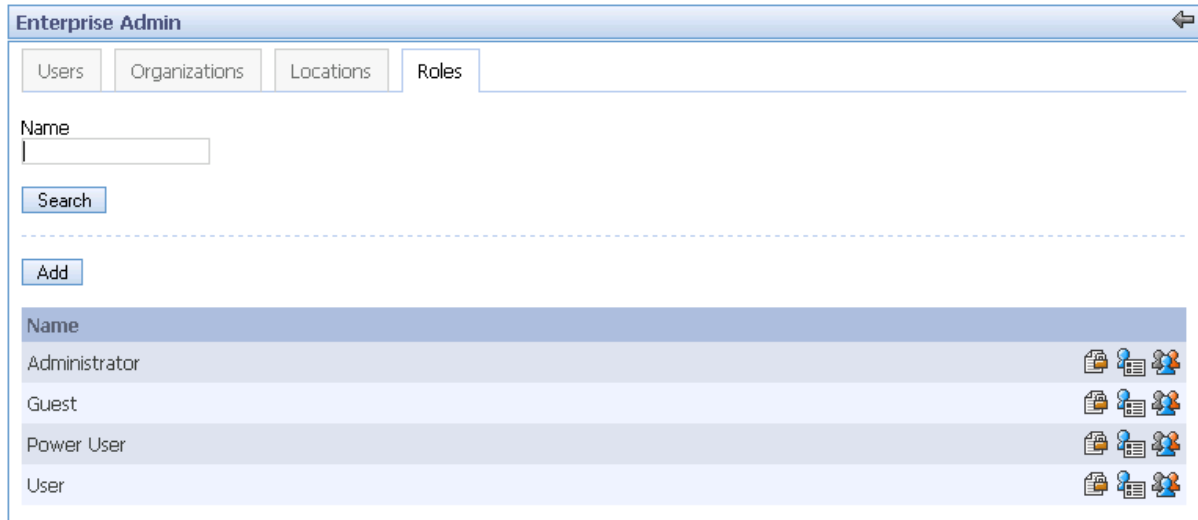 Enterprise Admin
Users Organizations Locations Roles
Name
Search
Add
Name
Administrator
Guest
Power User
User